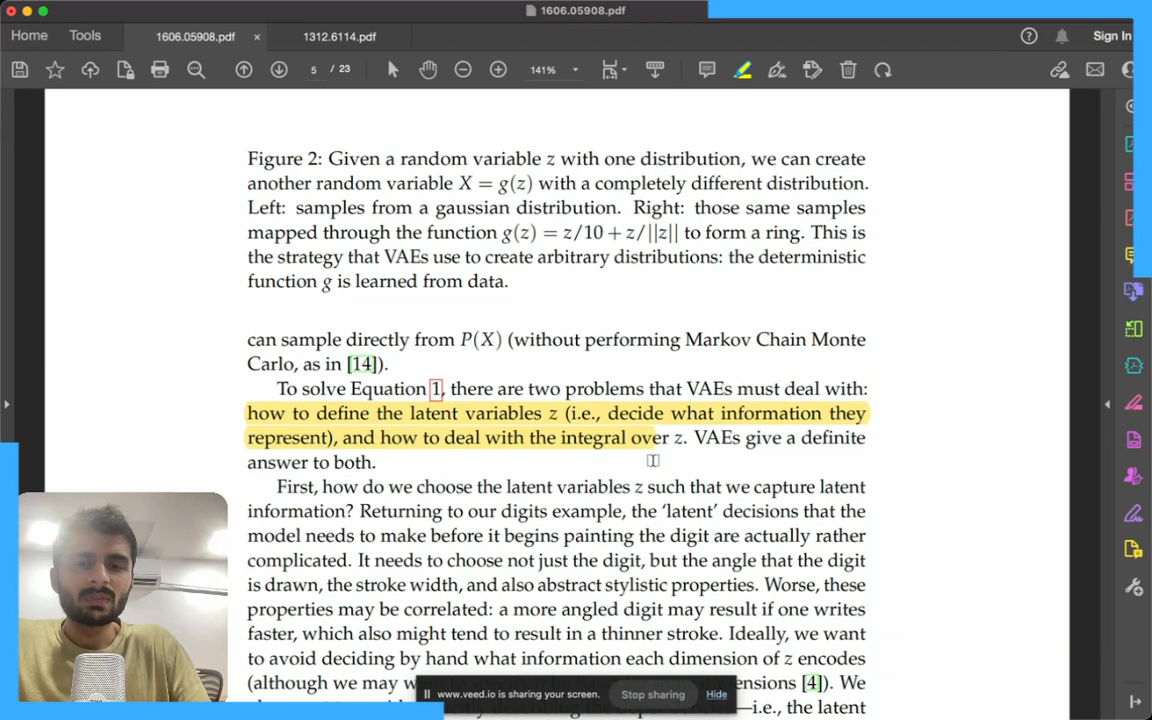 1606.05908.pdf
Home Tools 1606.05908.pdf × 1312.6114.pdf Sign In
5 / 23 141%
Figure 2: Given a random variable z with one distribution, we can create
another random variable X = g(z) with a completely different distribution.
Left: samples from a gaussian distribution. Right: those same samples
mapped through the function g(z) = z/10 + z/||z|| to form a ring. This is
the strategy that VAEs use to create arbitrary distributions: the deterministic
function g is learned from data.
can sample directly from P(X) (without performing Markov Chain Monte
Carlo, as in [14]).
To solve Equation 1, there are two problems that VAEs must deal with:
how to define the latent variables z (i.e., decide what information they
represent), and how to deal with the integral over z. VAEs give a definite
answer to both.
First, how do we choose the latent variables z such that we capture latent
information? Returning to our digits example, the ‘latent’ decisions that the
model needs to make before it begins painting the digit are actually rather
complicated. It needs to choose not just the digit, but the angle that the digit
is drawn, the stroke width, and also abstract stylistic properties. Worse, these
properties may be correlated: a more angled digit may result if one writes
faster, which also might tend to result in a thinner stroke. Ideally, we want
to avoid deciding by hand what information each dimension of z encodes
(although we may [4]). We
—i.e., the latent
www.veed.io is sharing your screen. Stop sharing Hide